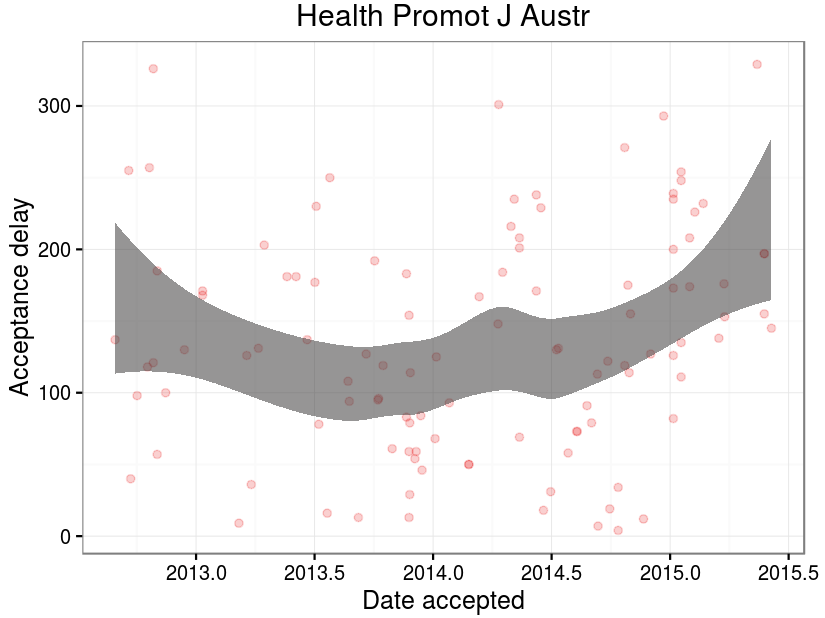 Health Promot J Austr
Acceptance delay
300
200
100
0
2013.0 2013.5 2014.0 2014.5 2015.0 2015.5
Date accepted